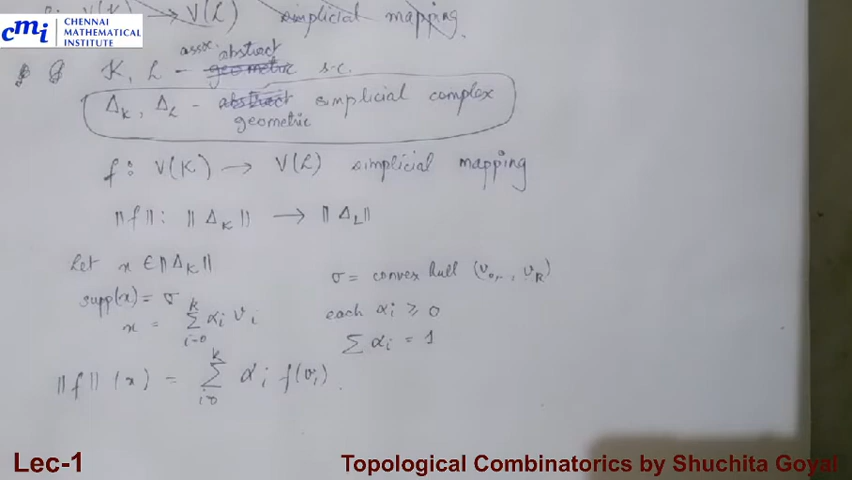 V(K) → V(L) simplicial mapping.
cmi CHENNAI MATHEMATICAL INSTITUTE
assc. abstract
K, L - geometric s.c.
Δ_K, Δ_L - abstract simplicial complex
geometric
f : V(K) → V(L) simplicial mapping
||f|| : ||Δ_K|| → ||Δ_L||
Let x ∈ ||Δ_K||
σ = convex hull (v_0, , v_k)
supp(x) = σ
x = Σ_{i=0}^{k} α_i v_i
each α_i ≥ 0
Σ α_i = 1
||f|| (x) = Σ_{i=0}^{k} α_i f(v_i).
Lec-1
Topological Combinatorics by Shuchita Goyal